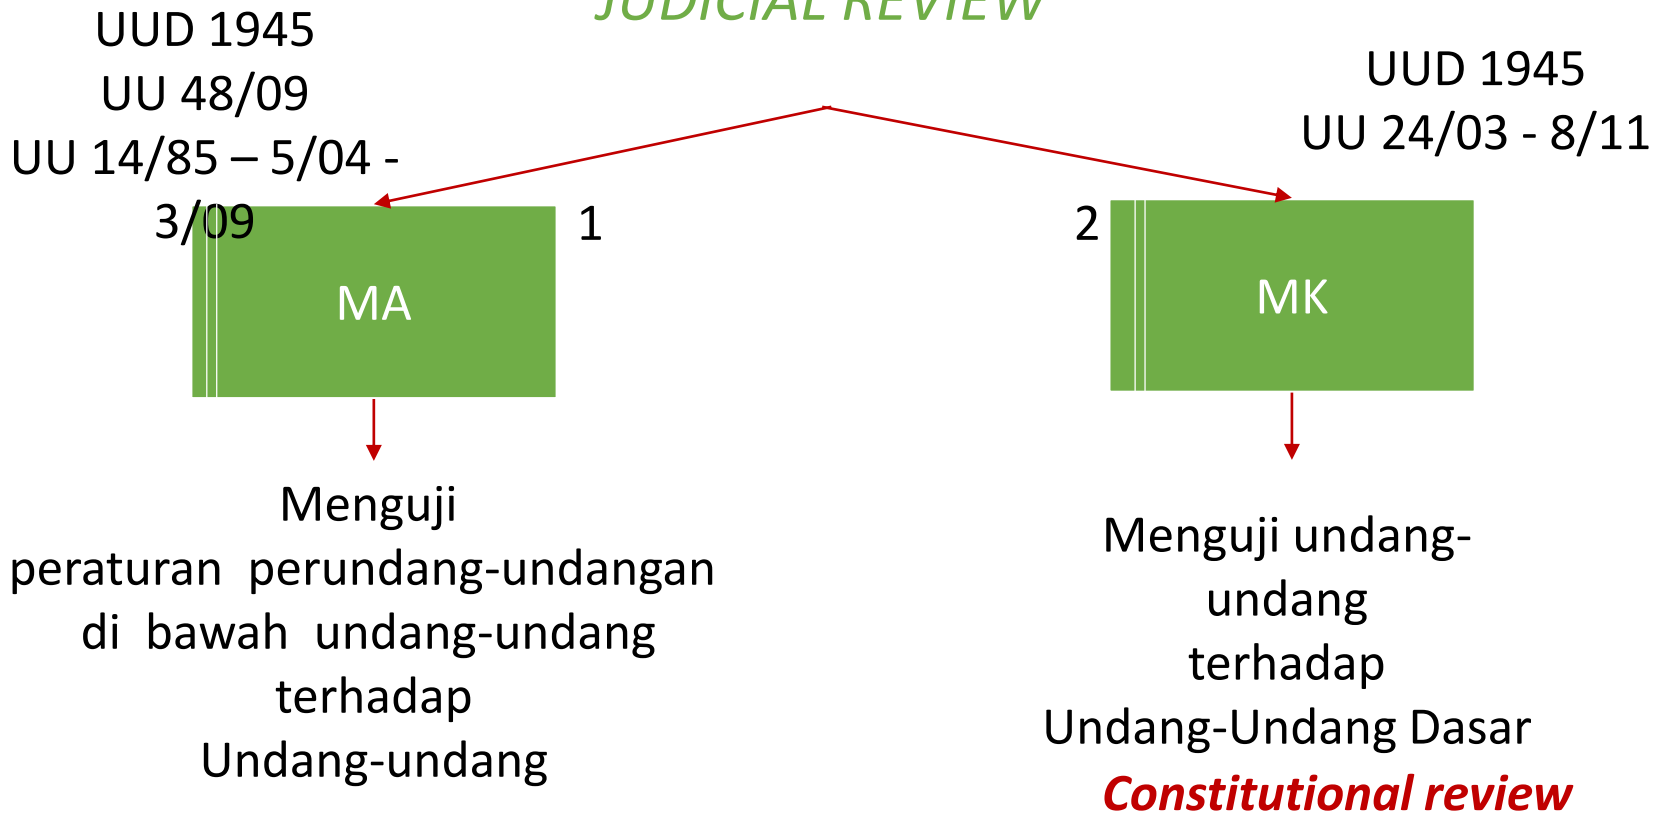 JUDICIAL REVIEW
UUD 1945
UU 48/09
UU 14/85 – 5/04 -
3/09
UUD 1945
UU 24/03 - 8/11
1
2
MA
MK
Menguji
peraturan perundang-undangan
di bawah undang-undang
terhadap
Undang-undang
Menguji undang-
undang
terhadap
Undang-Undang Dasar
Constitutional review